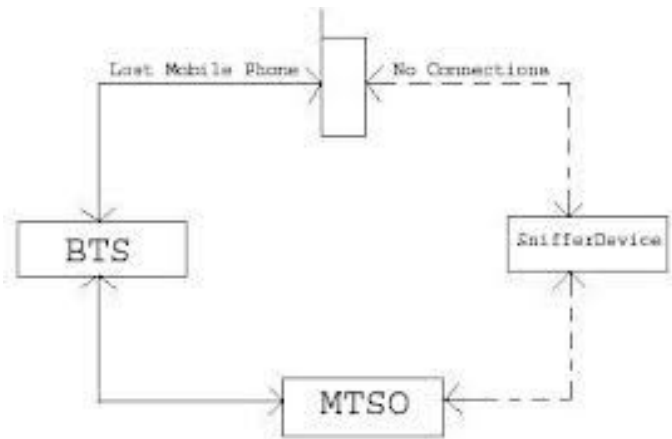 Lost Mobile Phone
No Connections
BTS
SnifferDevice
MTSO